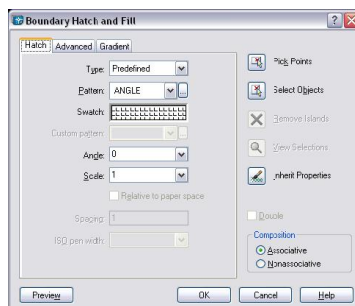 Boundary Hatch and Fill
Hatch Advanced Gradient
Type: Predefined
Pattern: ANGLE
Swatch:
Custom pattern:
Angle: 0
Scale: 1
Relative to paper space
Spacing: 1
ISO pen width:
Pick Points
Select Objects
Remove Islands
View Selections
Inherit Properties
Double
Composition
Associative
Nonassociative
Preview OK Cancel Help